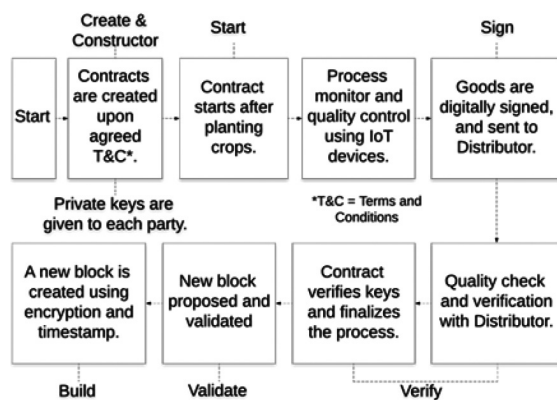 Create &
Constructor
Start
Sign
Start
Contracts
are created
upon
agreed
T&C*.
Contract
starts after
planting
crops.
Process
monitor and
quality control
using IoT
devices.
Goods are
digitally signed,
and sent to
Distributor.
Private keys are
given to each party.
*T&C = Terms and
Conditions
A new block is
created using
encryption and
timestamp.
New block
proposed and
validated
Contract
verifies keys
and finalizes
the process.
Quality check
and verification
with Distributor.
Build
Validate
Verify